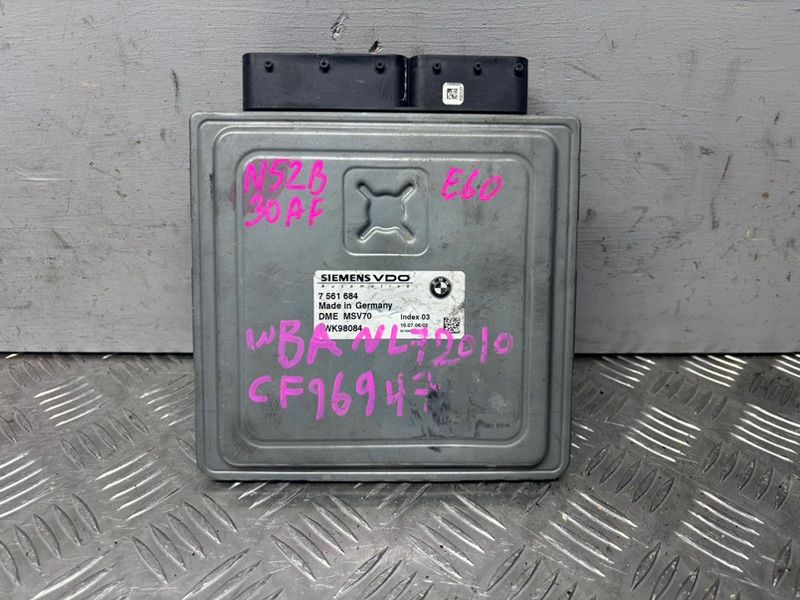 N52B
30AF
E60
SIEMENS VDO
Automotive
7 561 684
Made in Germany
DME MSV70 Index 03
WK98084 10.07.06/02
WBANL72010
CF96947